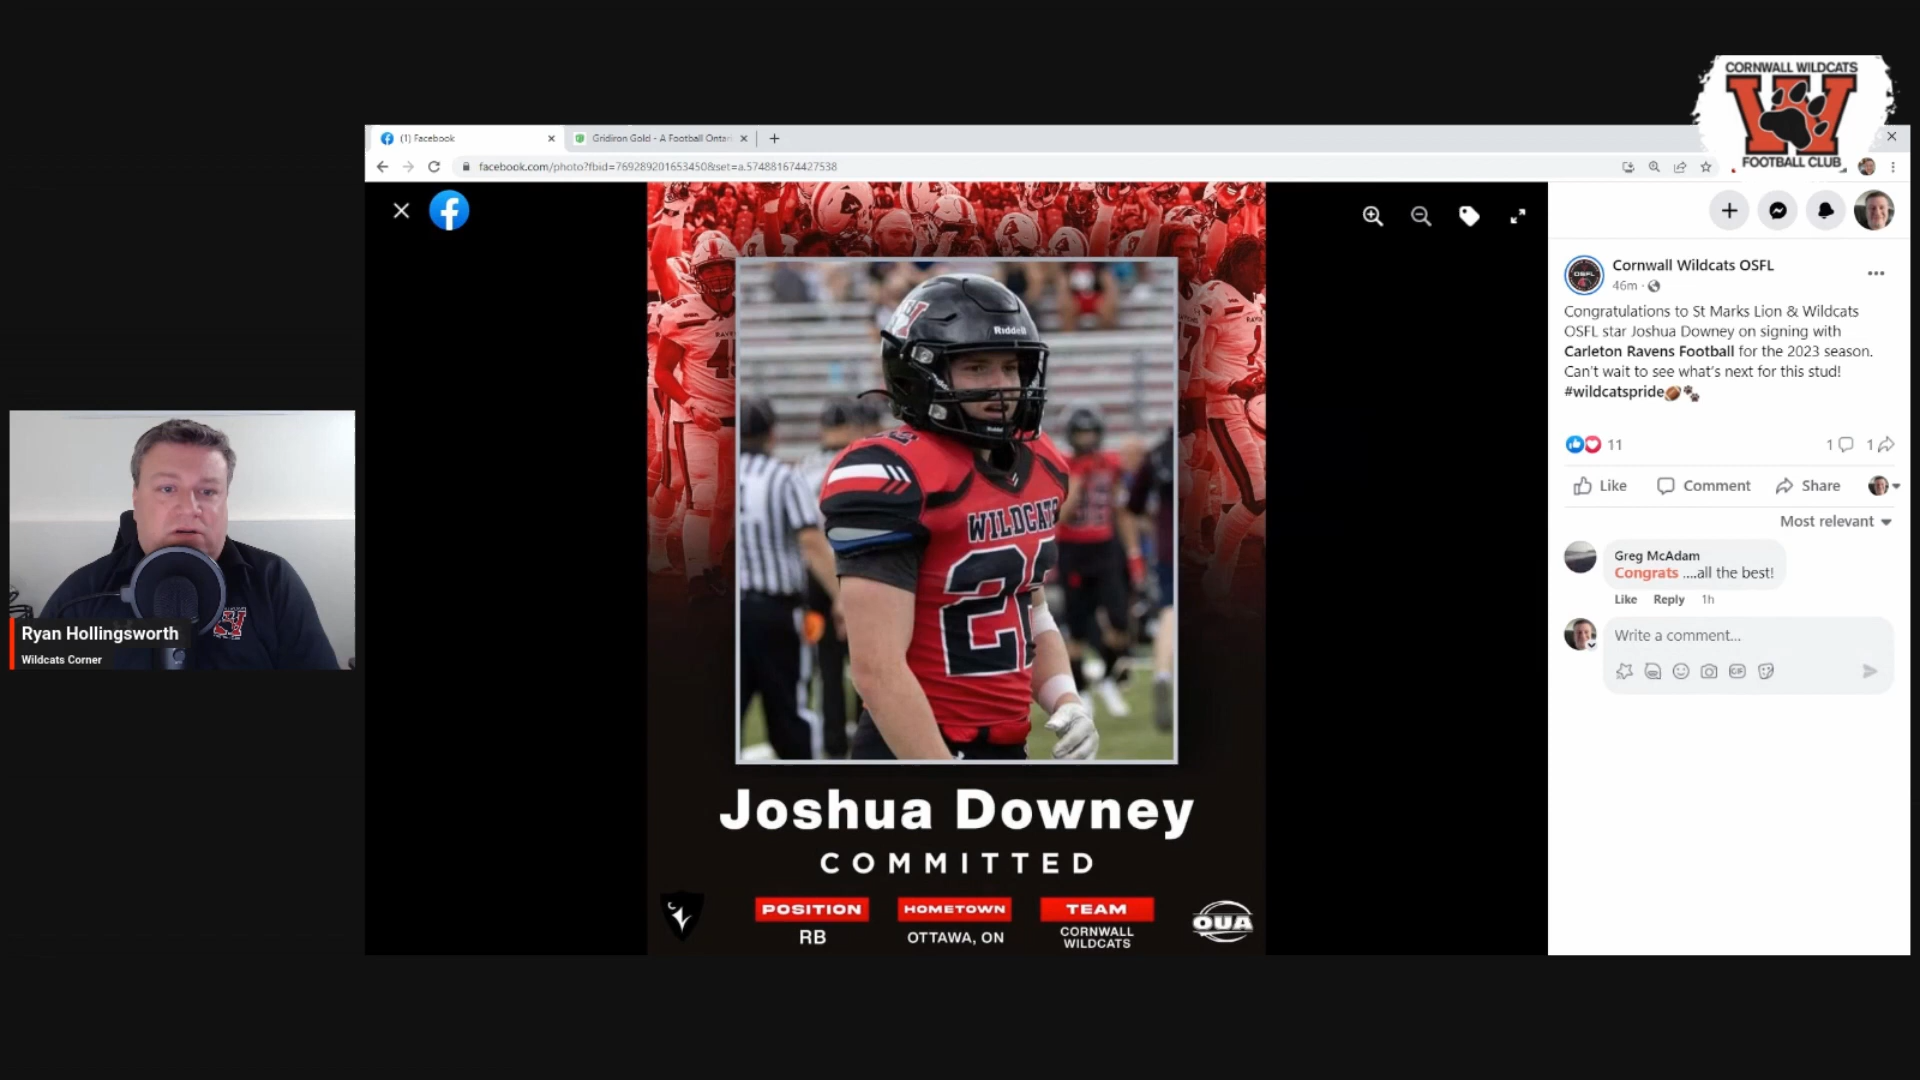 CORNWALL WILDCATS
W
FOOTBALL CLUB
(1) Facebook
Gridiron Gold - A Football Ontar
facebook.com/photo?fbid=769289201653450&set=a.574881674427538
Riddell
WILDCATS
22
Joshua Downey
COMMITTED
POSITION
RB
HOMETOWN
OTTAWA, ON
TEAM
CORNWALL
WILDCATS
OUA
Cornwall Wildcats OSFL
46m ·
Congratulations to St Marks Lion & Wildcats
OSFL star Joshua Downey on signing with
Carleton Ravens Football for the 2023 season.
Can't wait to see what's next for this stud!
#wildcatspride🏈🐾
11
1
1
Like
Comment
Share
Most relevant
Greg McAdam
Congrats ....all the best!
Like Reply 1h
Write a comment...
GIF
Ryan Hollingsworth
Wildcats Corner